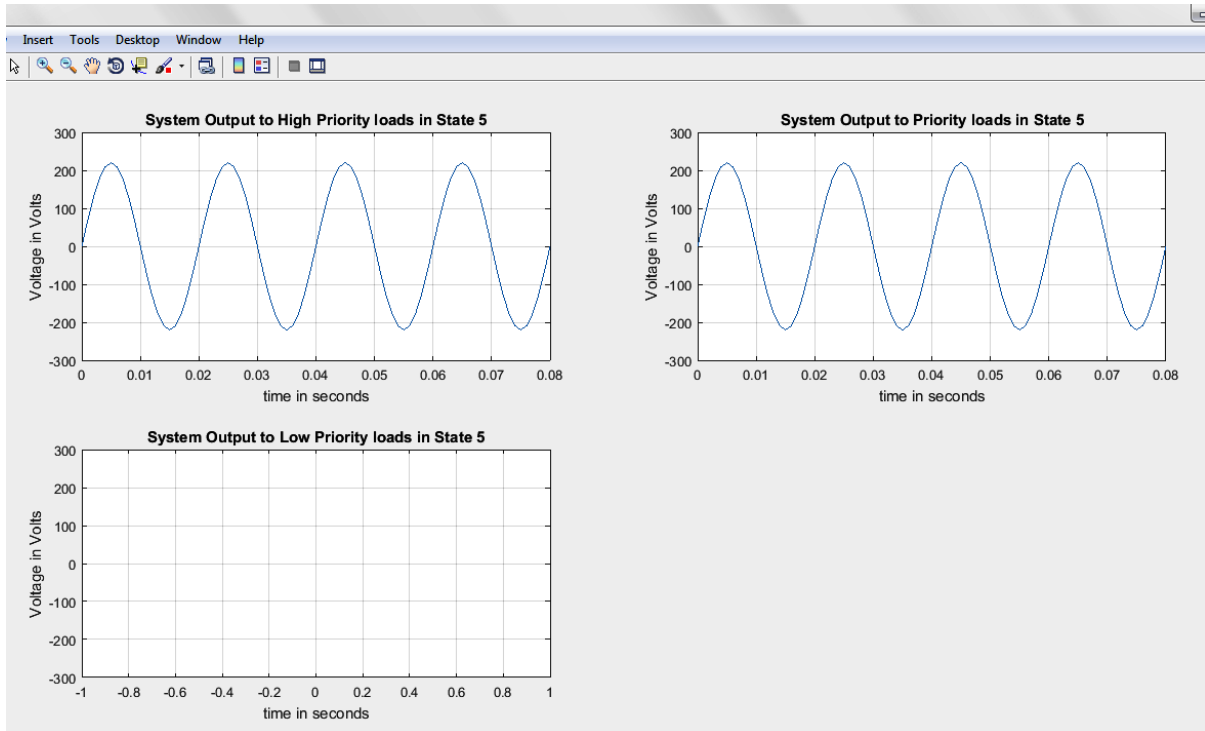 Insert Tools Desktop Window Help
System Output to High Priority loads in State 5
300
200
100
0
-100
-200
-300
Voltage in Volts
0 0.01 0.02 0.03 0.04 0.05 0.06 0.07 0.08
time in seconds
System Output to Priority loads in State 5
300
200
100
0
-100
-200
-300
Voltage in Volts
0 0.01 0.02 0.03 0.04 0.05 0.06 0.07 0.08
time in seconds
System Output to Low Priority loads in State 5
300
200
100
0
-100
-200
-300
Voltage in Volts
-1 -0.8 -0.6 -0.4 -0.2 0 0.2 0.4 0.6 0.8 1
time in seconds